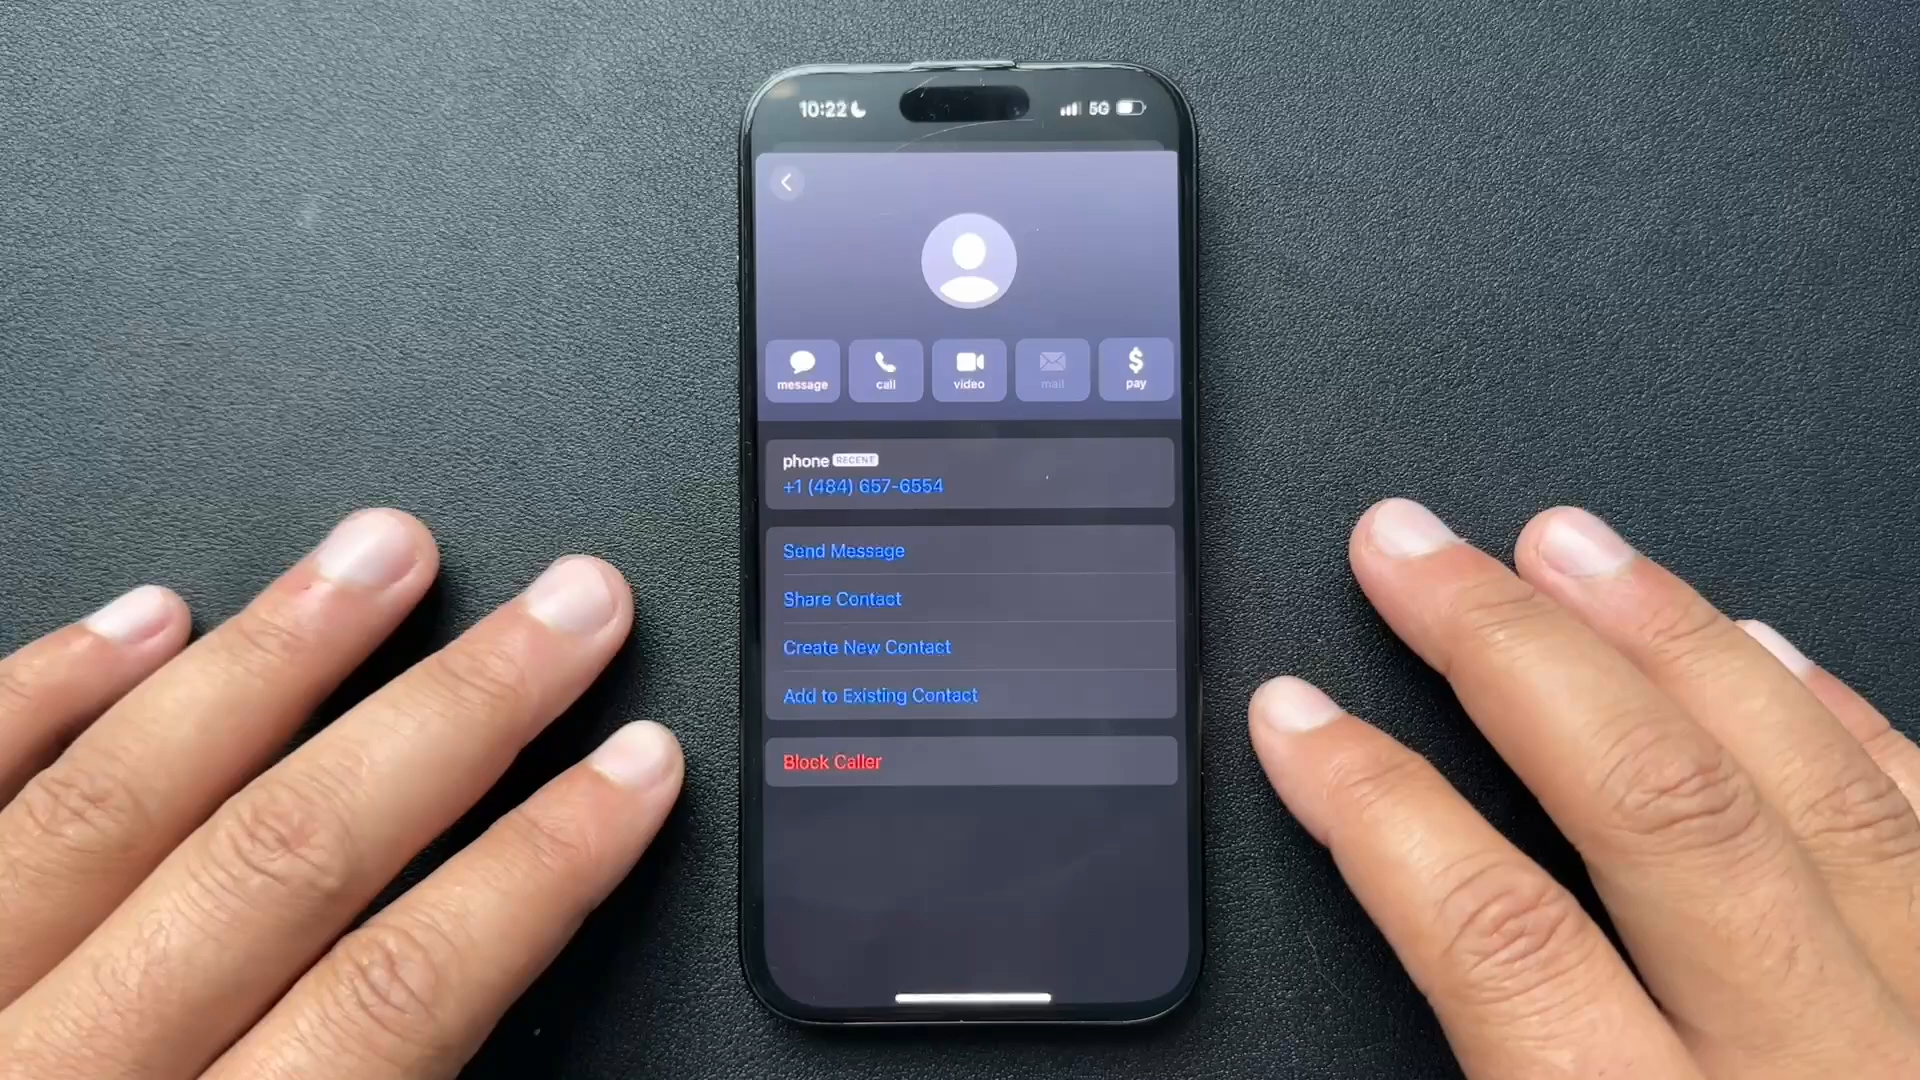 10:22
5G
message
call
video
mail
pay
phone RECENT
+1 (484) 657-6554
Send Message
Share Contact
Create New Contact
Add to Existing Contact
Block Caller